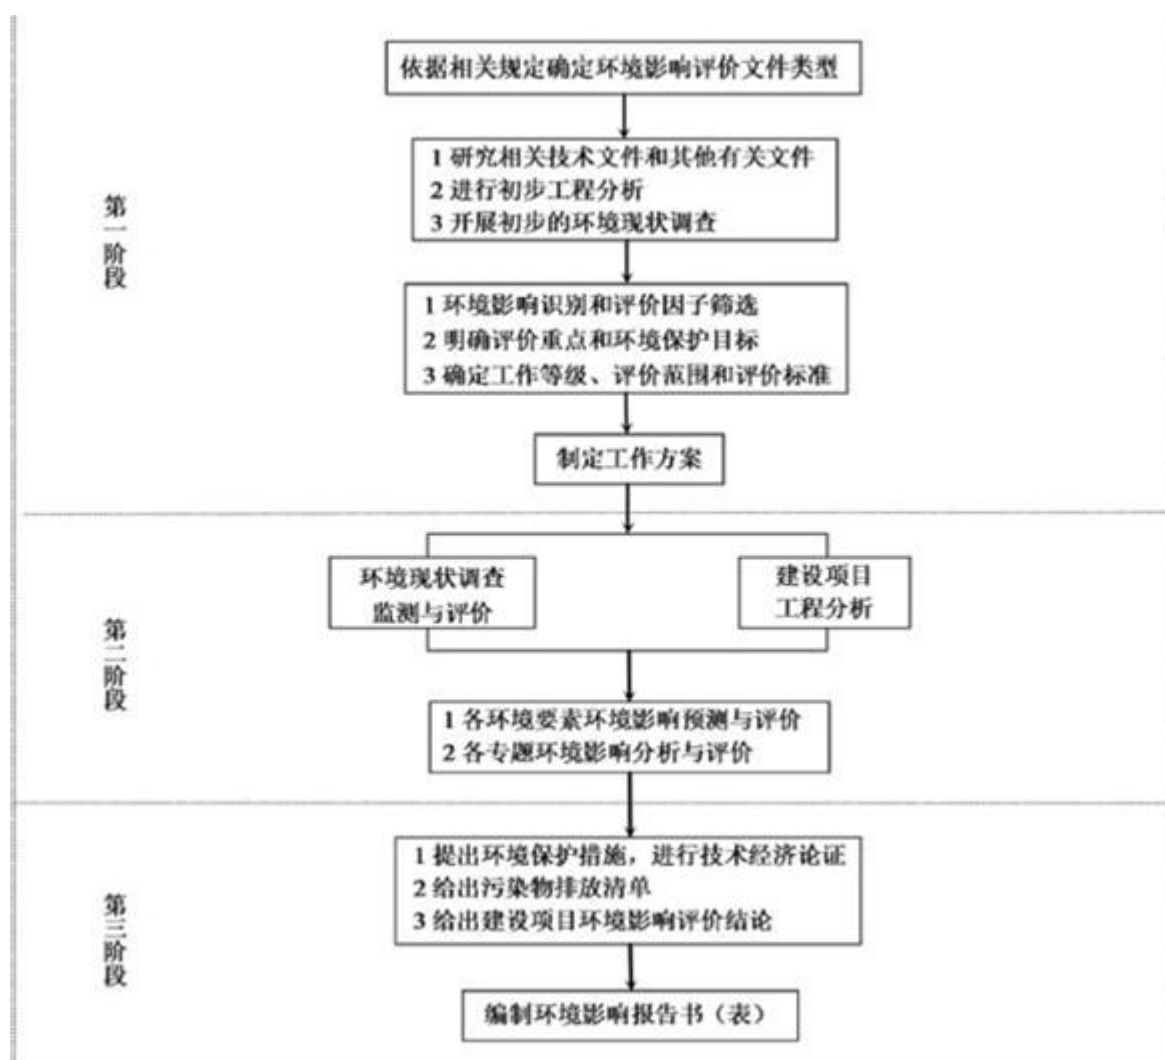 依据相关规定确定环境影响评价文件类型
1 研究相关技术文件和其他有关文件
2 进行初步工程分析
3 开展初步的环境现状调查
第一阶段
1 环境影响识别和评价因子筛选
2 明确评价重点和环境保护目标
3 确定工作等级、评价范围和评价标准
制定工作方案
环境现状调查
监测与评价
建设项目
工程分析
第二阶段
1 各环境要素环境影响预测与评价
2 各专题环境影响分析与评价
1 提出环境保护措施，进行技术经济论证
2 给出污染物排放清单
3 给出建设项目环境影响评价结论
第三阶段
编制环境影响报告书（表）